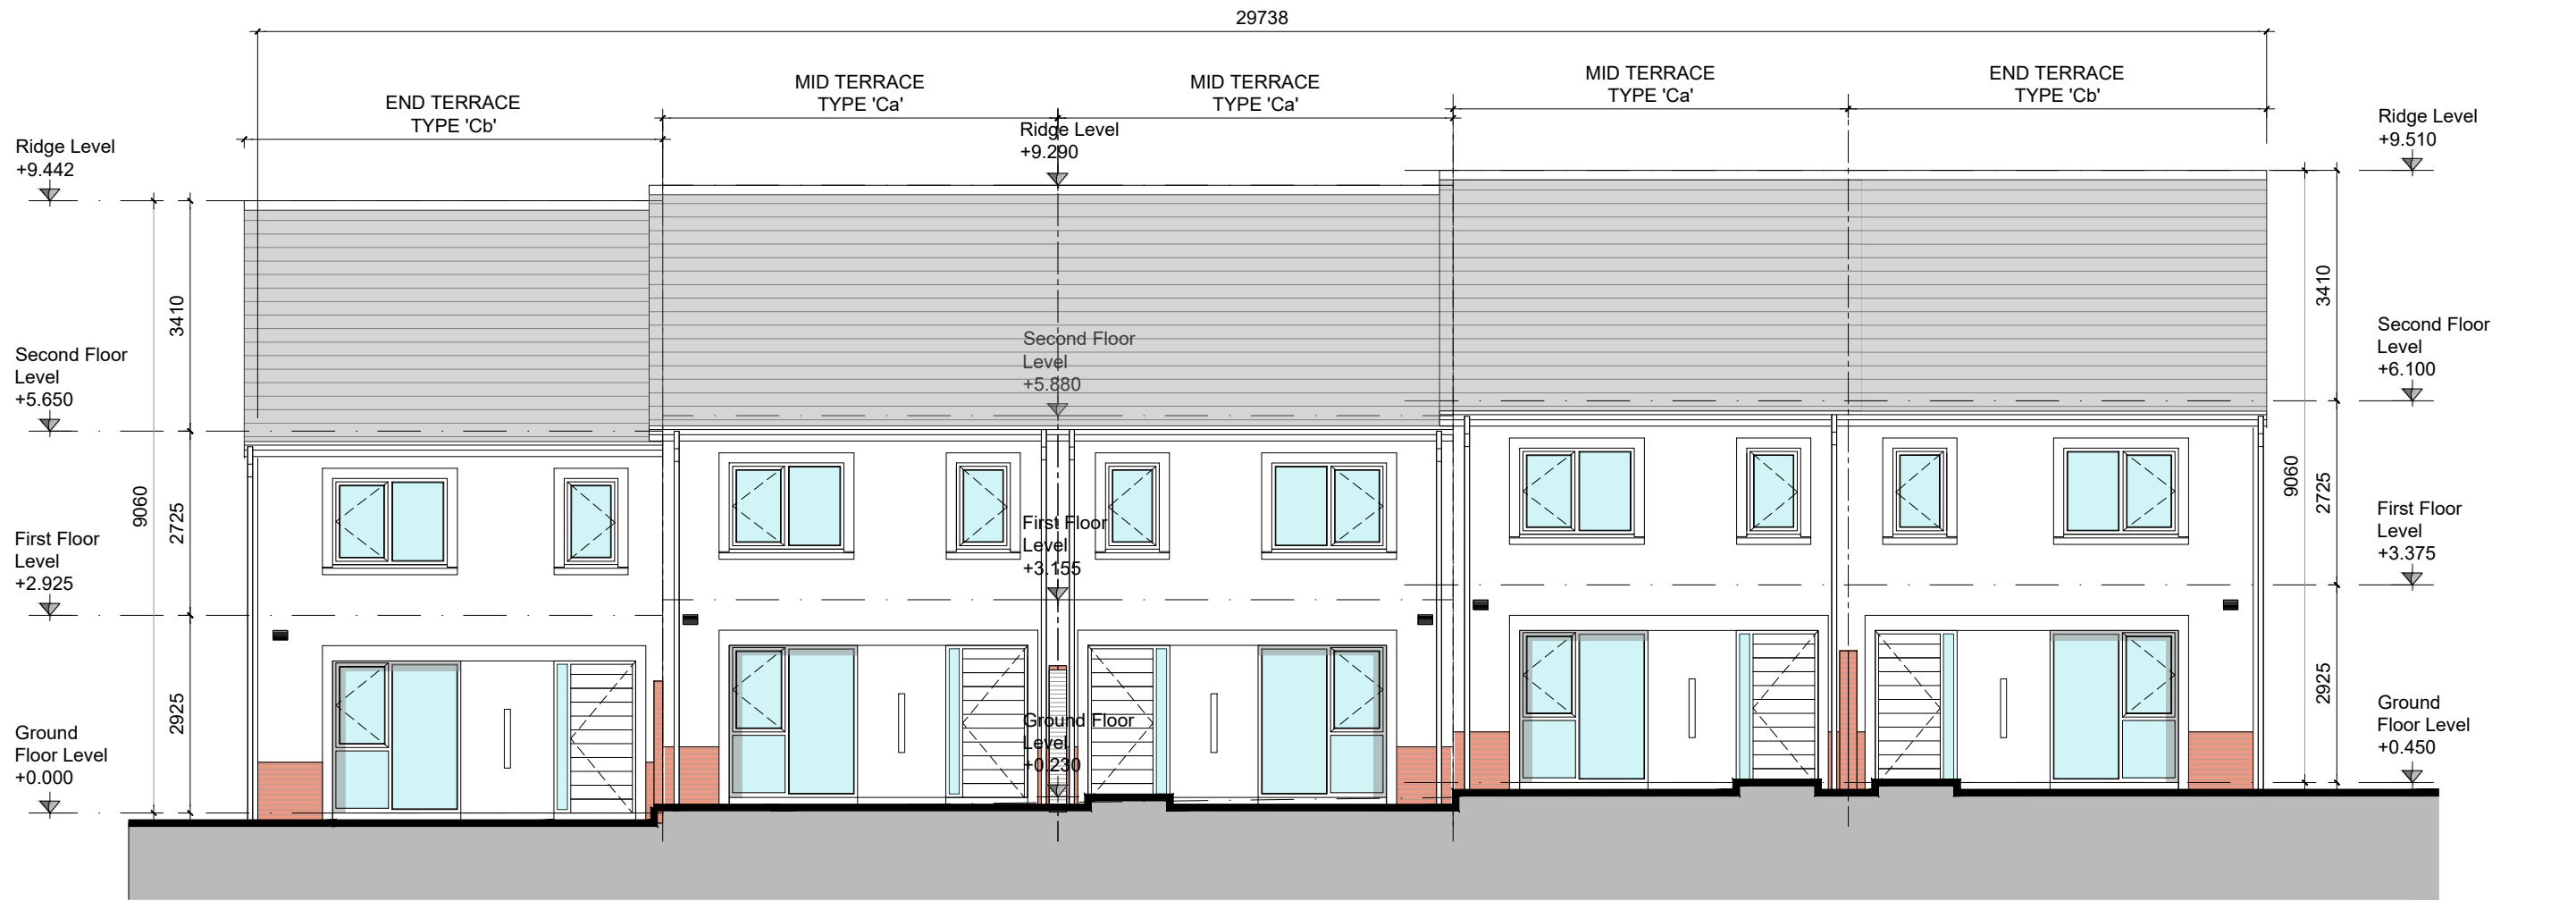 29738
END TERRACE
TYPE 'Cb'
MID TERRACE
TYPE 'Ca'
MID TERRACE
TYPE 'Ca'
MID TERRACE
TYPE 'Ca'
END TERRACE
TYPE 'Cb'
Ridge Level
+9.442
Second Floor
Level
+5.650
First Floor
Level
+2.925
Ground
Floor Level
+0.000
9060
3410
2725
2925
Ridge Level
+9.290
Second Floor
Level
+5.880
First Floor
Level
+3.155
Ground Floor
Level
+0.230
9060
3410
2725
2925
Ridge Level
+9.510
Second Floor
Level
+6.100
First Floor
Level
+3.375
Ground
Floor Level
+0.450